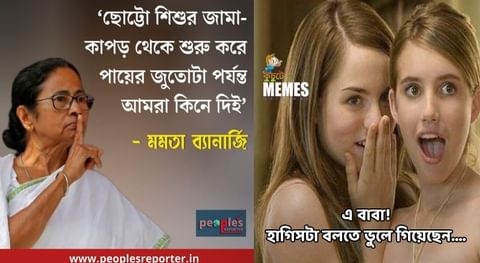 ‘ছোট্টো শিশুর জামা-
কাপড় থেকে শুরু করে
পায়ের জুতোটা পর্যন্ত
আমরা কিনে দিই’
- মমতা ব্যানার্জি
peoples
REPORTER
www.peoplesreporter.in
MEMES
এ বাবা!
হাগিসটা বলতে ভুলে গিয়েছেন....